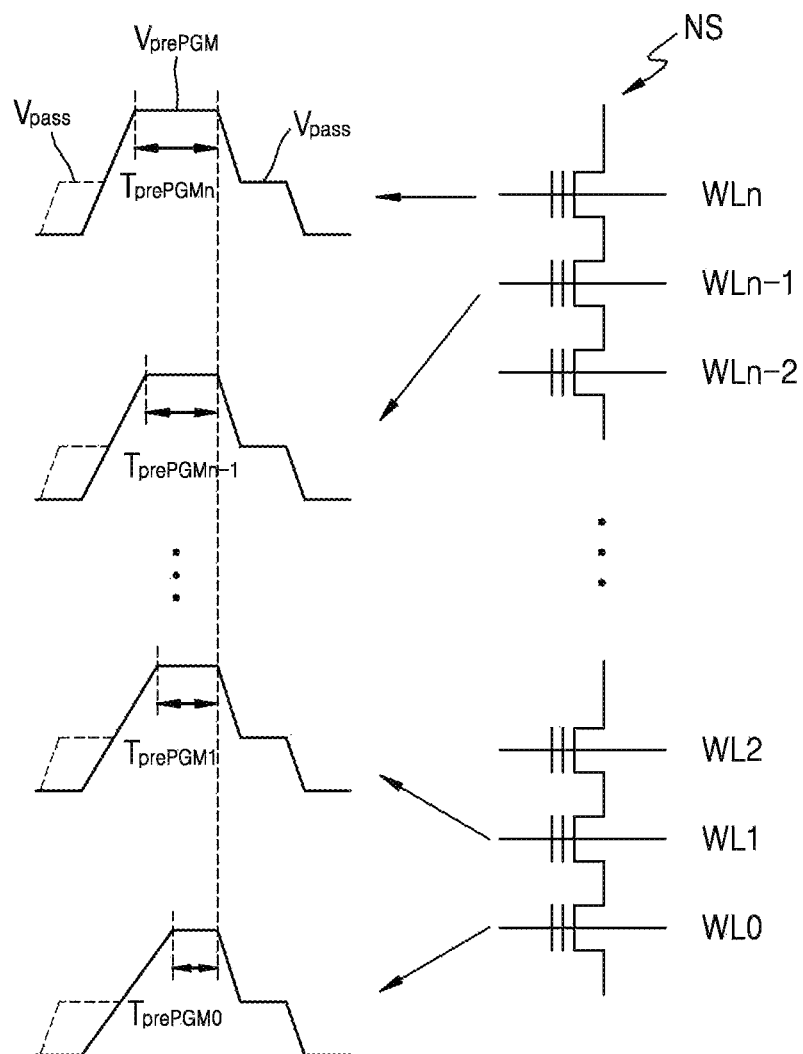 VprePGM
NS
Vpass
Vpass
TprePGMn
WLn
WLn-1
WLn-2
TprePGMn-1
TprePGM1
WL2
WL1
WL0
TprePGM0